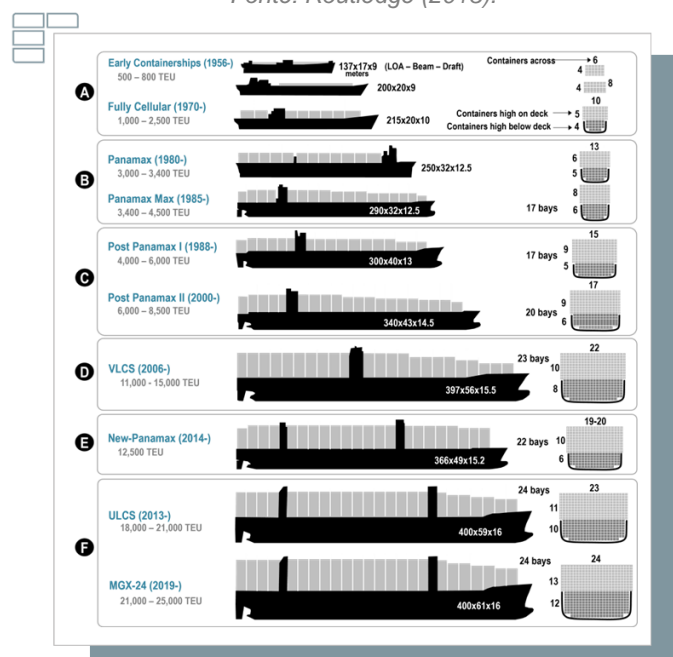 Fonte: Routledge (2018).
Early Containerships (1956-)
500 – 800 TEU
137x17x9 (LOA – Beam – Draft)
meters
Containers across
6
4
200x20x9
4
8
A
Fully Cellular (1970-)
1,000 – 2,500 TEU
215x20x10
10
Containers high on deck
5
Containers high below deck
4
Panamax (1980-)
3,000 – 3,400 TEU
250x32x12.5
13
6
5
B
Panamax Max (1985-)
3,400 – 4,500 TEU
290x32x12.5
17 bays
8
6
Post Panamax I (1988-)
4,000 – 6,000 TEU
300x40x13
17 bays
15
9
5
C
Post Panamax II (2000-)
6,000 – 8,500 TEU
340x43x14.5
20 bays
17
9
6
D
VLCS (2006-)
11,000 - 15,000 TEU
397x56x15.5
23 bays
22
10
8
E
New-Panamax (2014-)
12,500 TEU
366x49x15.2
22 bays
19-20
10
6
ULCS (2013-)
18,000 – 21,000 TEU
400x59x16
24 bays
23
11
10
F
MGX-24 (2019-)
21,000 – 25,000 TEU
400x61x16
24 bays
24
13
12